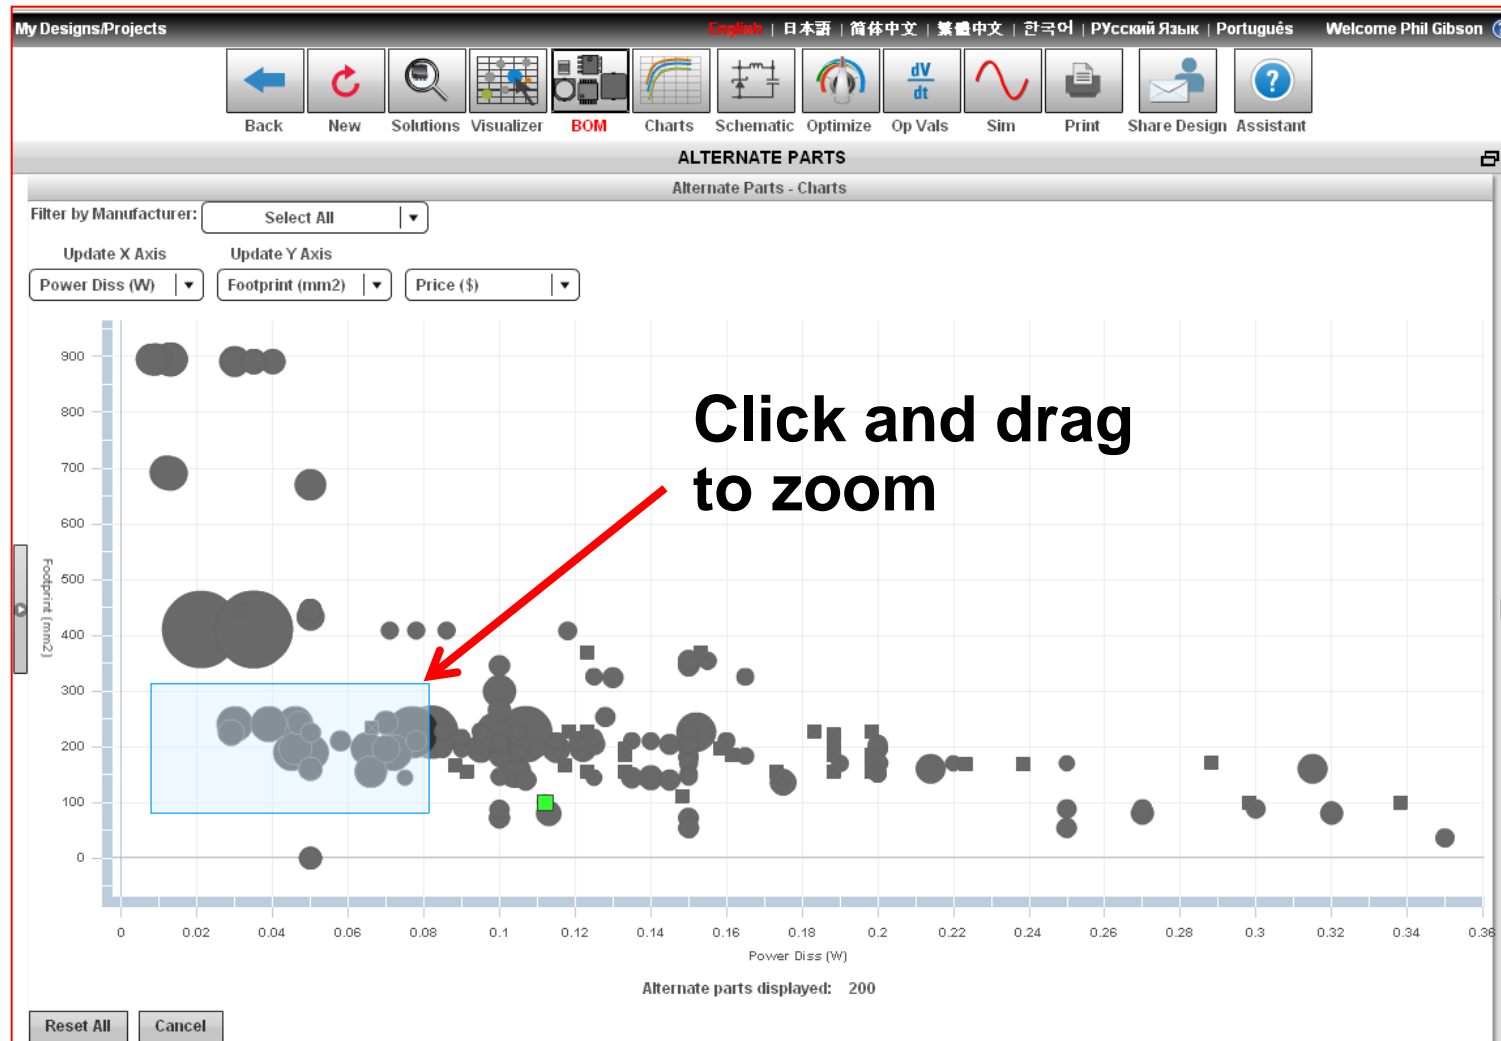 My Designs/Projects English | 日本語 | 简体中文 | 繁體中文 | 한국어 | РУсский Язык | Português Welcome Phil Gibson ?
dV
dt
?
Back New Solutions Visualizer BOM Charts Schematic Optimize Op Vals Sim Print Share Design Assistant
ALTERNATE PARTS
Alternate Parts - Charts
Filter by Manufacturer: Select All
Update X Axis Update Y Axis
Power Diss (W) Footprint (mm2) Price ($)
Click and drag
to zoom
900
800
700
600
500
400
300
200
100
0
Footprint (mm2)
0 0.02 0.04 0.06 0.08 0.1 0.12 0.14 0.16 0.18 0.2 0.22 0.24 0.26 0.28 0.3 0.32 0.34 0.36
Power Diss (W)
Alternate parts displayed: 200
Reset All Cancel